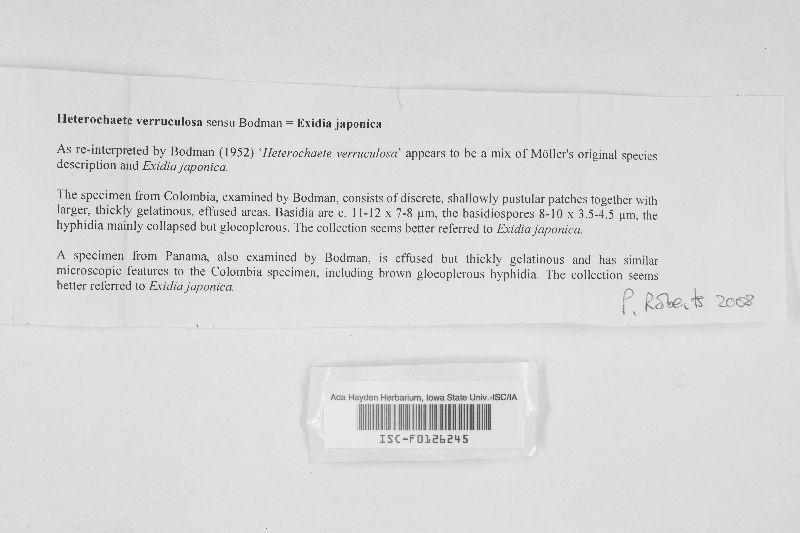 Heterochaete verruculosa sensu Bodman = Exidia japonica
As re-interpreted by Bodman (1952) 'Heterochaete verruculosa' appears to be a mix of Möller's original species
description and Exidia japonica.
The specimen from Colombia, examined by Bodman, consists of discrete, shallowly pustular patches together with
larger, thickly gelatinous, effused areas. Basidia are c. 11-12 x 7-8 µm, the basidiospores 8-10 x 3.5-4.5 µm, the
hyphidia mainly collapsed but gloeoplerous. The collection seems better referred to Exidia japonica.
A specimen from Panama, also examined by Bodman, is effused but thickly gelatinous and has similar
microscopic features to the Colombia specimen, including brown gloeoplerous hyphidia. The collection seems
better referred to Exidia japonica.
P. Roberts 2008
Ada Hayden Herbarium, Iowa State Univ.-ISC/IA
ISC-F0126245